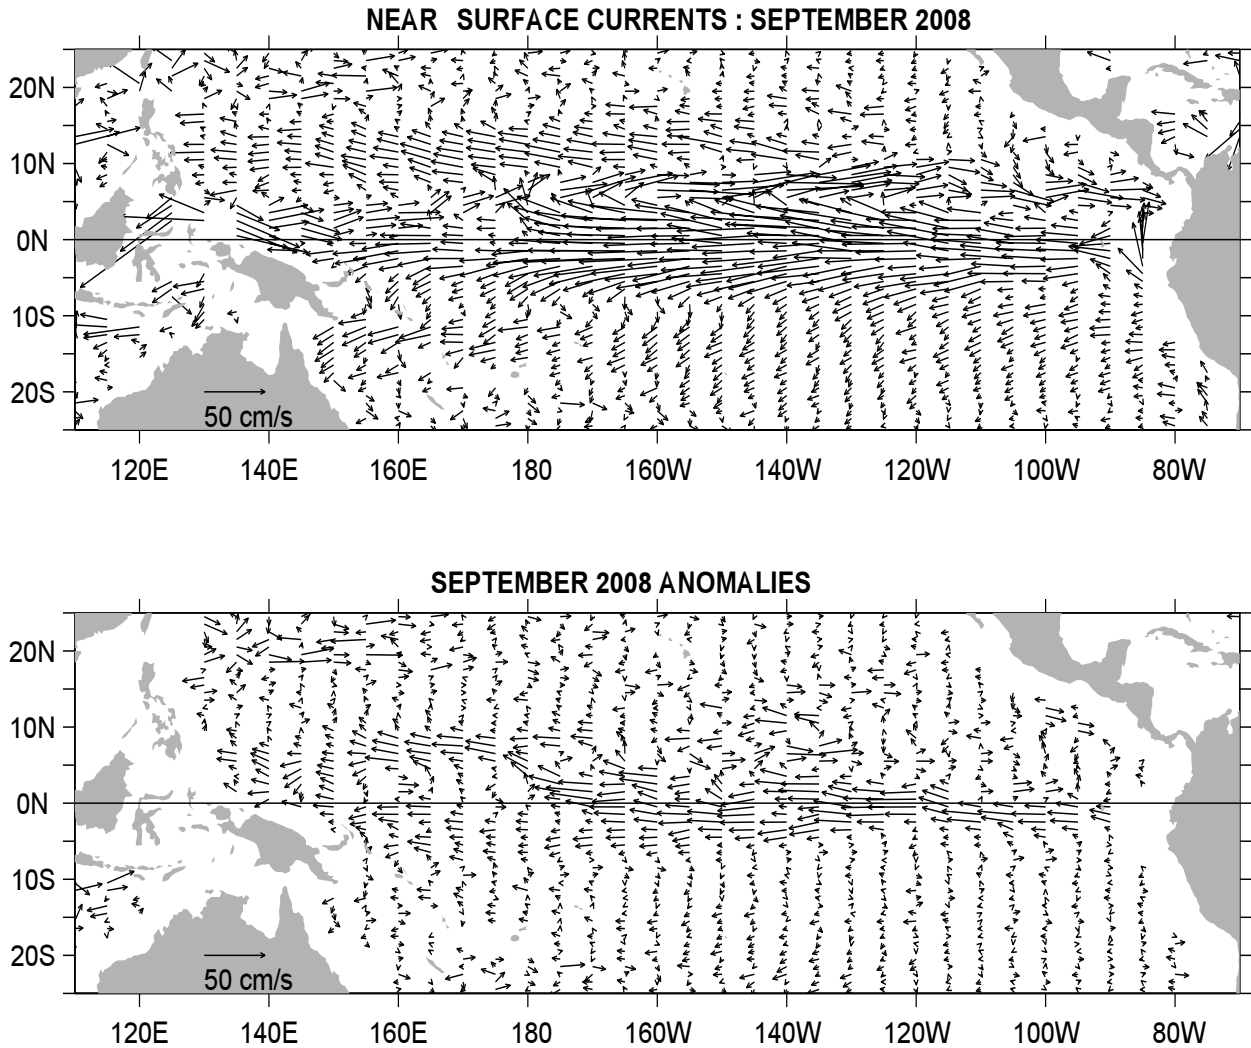 NEAR SURFACE CURRENTS : SEPTEMBER 2008
20N
10N
0N
10S
20S
50 cm/s
120E 140E 160E 180 160W 140W 120W 100W 80W
SEPTEMBER 2008 ANOMALIES
20N
10N
0N
10S
20S
50 cm/s
120E 140E 160E 180 160W 140W 120W 100W 80W